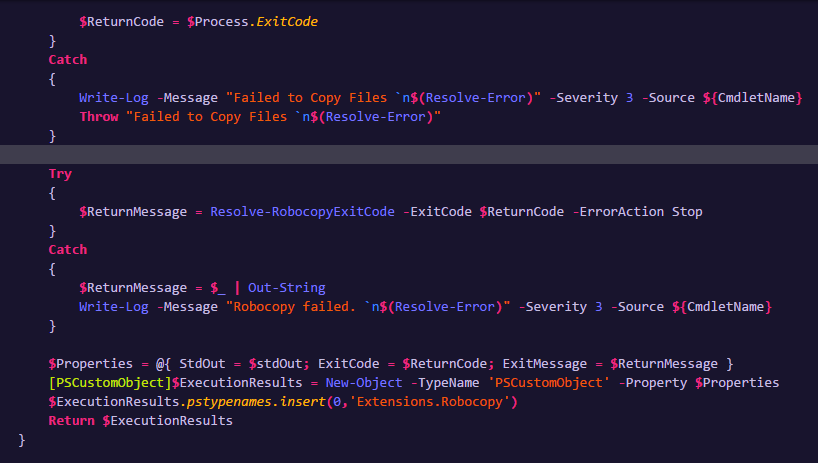 $ReturnCode = $Process.ExitCode
}
Catch
{
Write-Log -Message "Failed to Copy Files `n$(Resolve-Error)" -Severity 3 -Source ${CmdletName}
Throw "Failed to Copy Files `n$(Resolve-Error)"
}
Try
{
$ReturnMessage = Resolve-RobocopyExitCode -ExitCode $ReturnCode -ErrorAction Stop
}
Catch
{
$ReturnMessage = $_ | Out-String
Write-Log -Message "Robocopy failed. `n$(Resolve-Error)" -Severity 3 -Source ${CmdletName}
}
$Properties = @{ StdOut = $stdOut; ExitCode = $ReturnCode; ExitMessage = $ReturnMessage }
[PSCustomObject]$ExecutionResults = New-Object -TypeName 'PSCustomObject' -Property $Properties
$ExecutionResults.pstypenames.insert(0,'Extensions.Robocopy')
Return $ExecutionResults
}